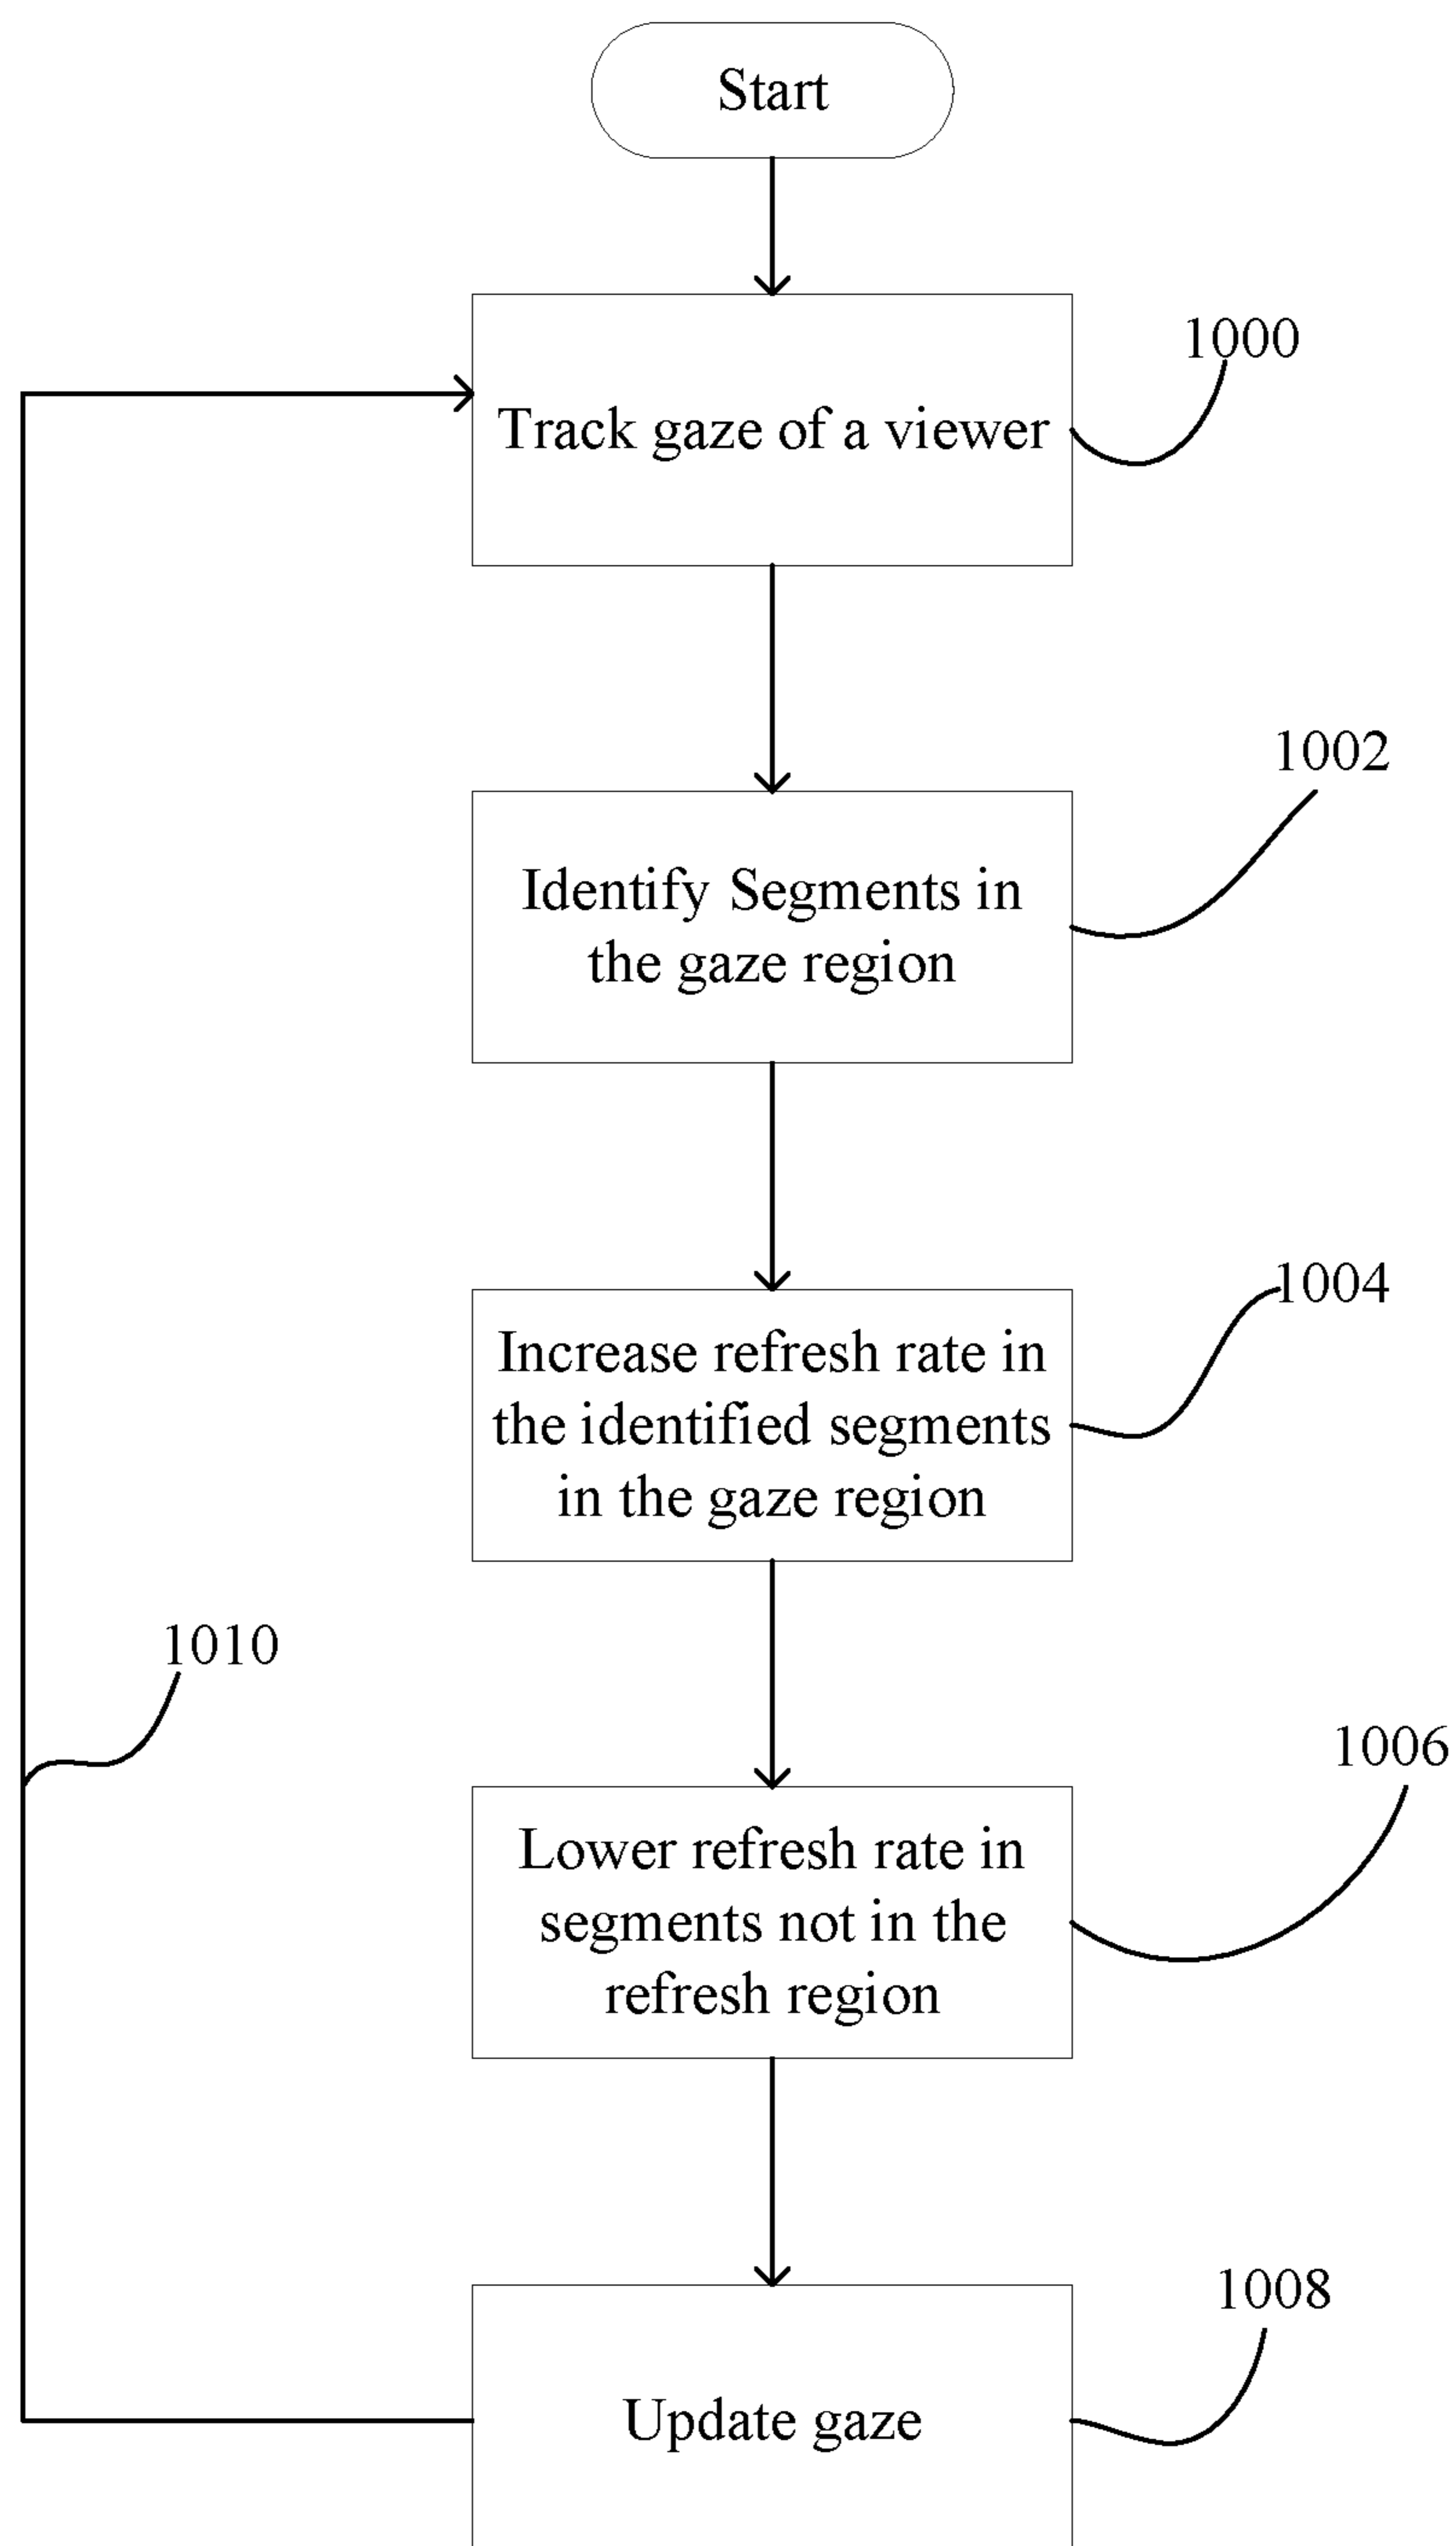 Start
1000
Track gaze of a viewer
1002
Identify Segments in
the gaze region
1004
Increase refresh rate in
the identified segments
in the gaze region
1010
1006
Lower refresh rate in
segments not in the
refresh region
1008
Update gaze